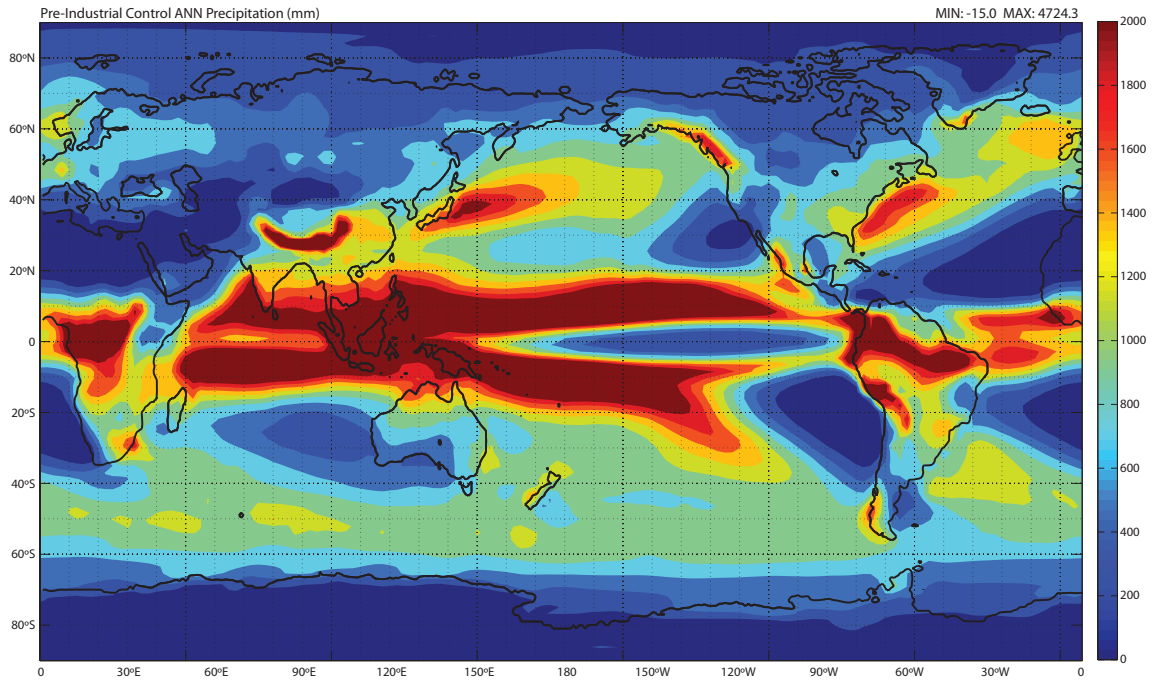 Pre-Industrial Control ANN Precipitation (mm)
MIN: -15.0 MAX: 4724.3
80ºN
60ºN
40ºN
20ºN
0
20ºS
40ºS
60ºS
80ºS
0 30ºE 60ºE 90ºE 120ºE 150ºE 180 150ºW 120ºW 90ºW 60ºW 30ºW 0
2000
1800
1600
1400
1200
1000
800
600
400
200
0